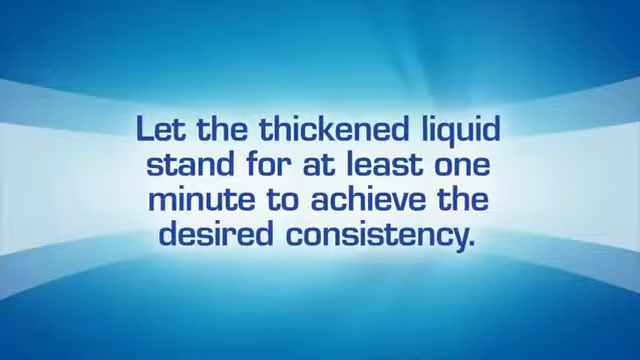 Let the thickened liquid
stand for at least one
minute to achieve the
desired consistency.